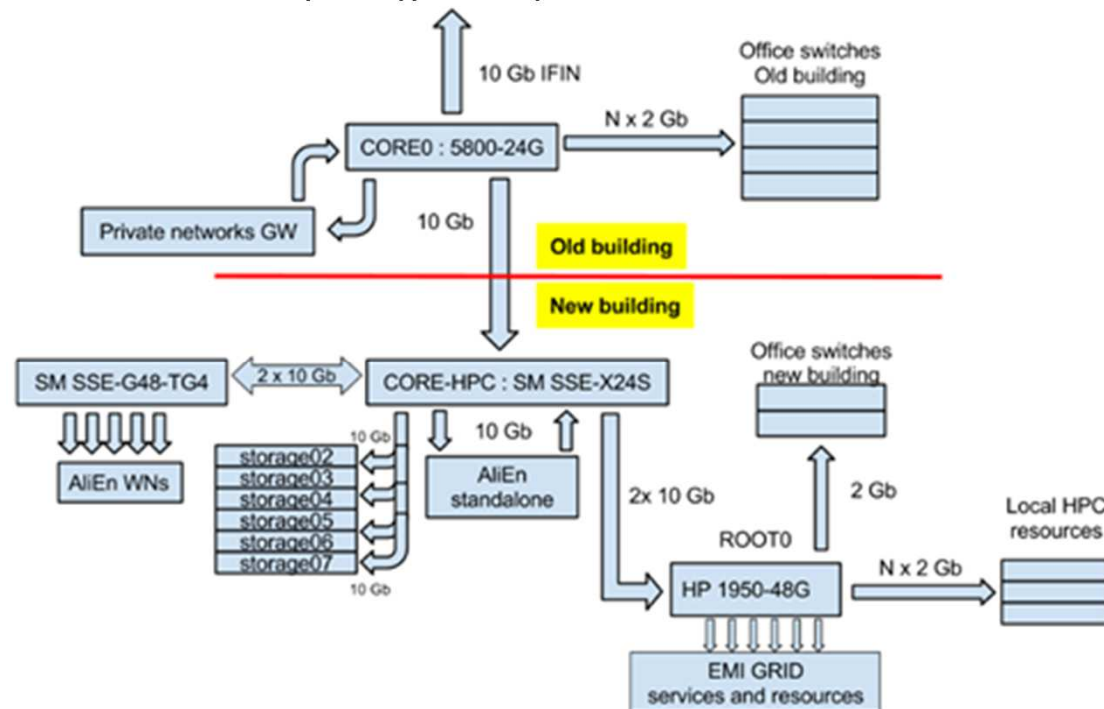 10 Gb IFIN
Office switches
Old building
CORE0 : 5800-24G
N x 2 Gb
Private networks GW
10 Gb
Old building
New building
SM SSE-G48-TG4
2 x 10 Gb
CORE-HPC : SM SSE-X24S
Office switches
new building
AliEn WNs
10 Gb
storage02
storage03
storage04
storage05
storage06
storage07
10 Gb
10 Gb
AliEn
standalone
2x 10 Gb
2 Gb
ROOT0
HP 1950-48G
N x 2 Gb
Local HPC
resources
EMI GRID
services and resources